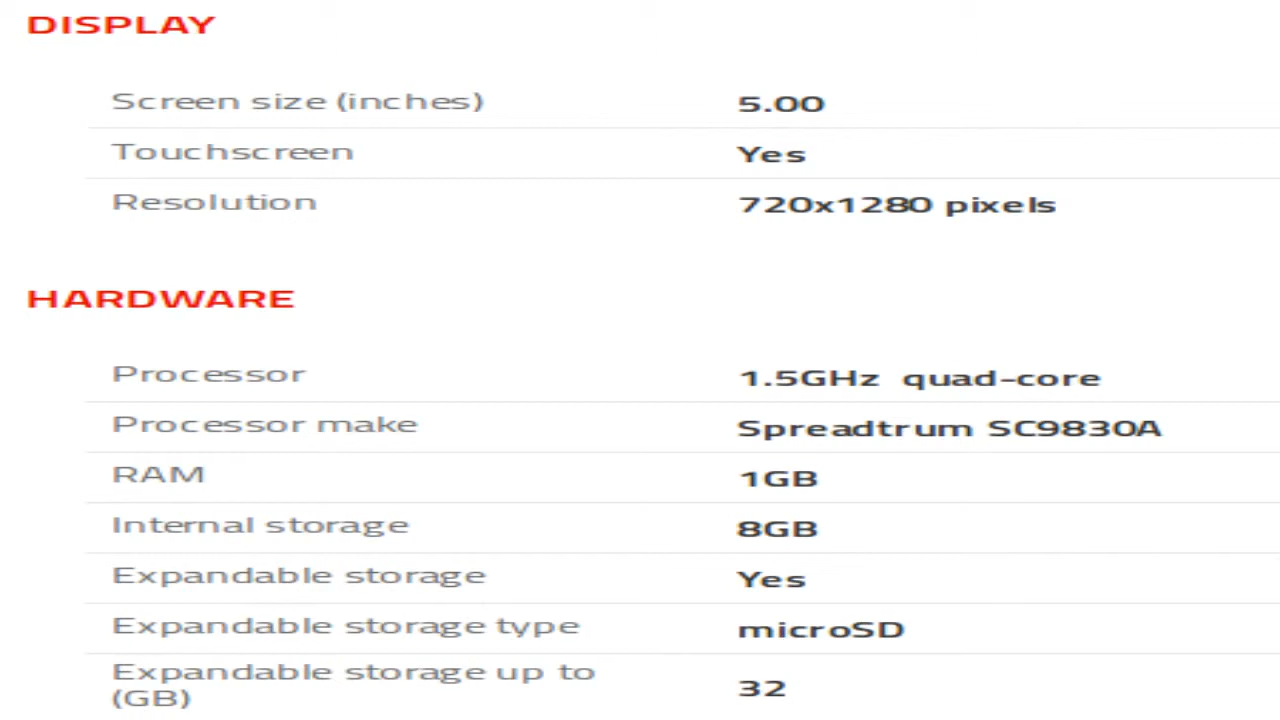 DISPLAY
Screen size (inches) 5.00
Touchscreen Yes
Resolution 720x1280 pixels
HARDWARE
Processor 1.5GHz quad-core
Processor make Spreadtrum SC9830A
RAM 1GB
Internal storage 8GB
Expandable storage Yes
Expandable storage type microSD
Expandable storage up to
(GB) 32